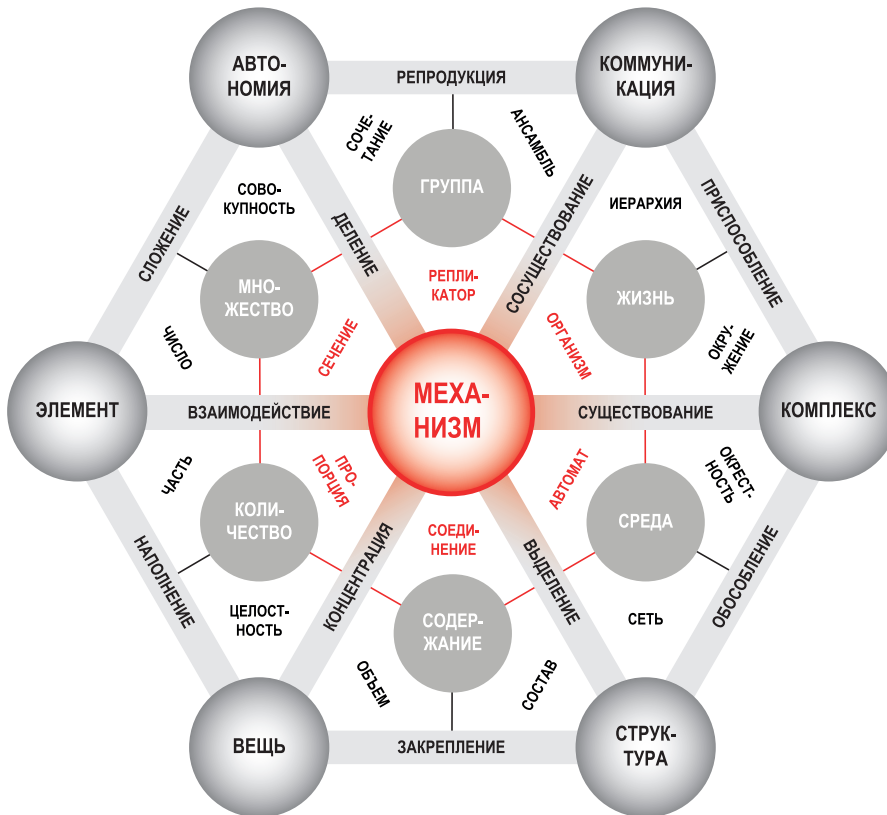 АВТО-
НОМИЯ
РЕПРОДУКЦИЯ
КОММУНИ-
КАЦИЯ
СОЧЕ-
ТАНИЕ
АНСАМБЛЬ
ГРУППА
СОВО-
КУПНОСТЬ
ДЕЛЕНИЕ
СОСУЩЕСТВОВАНИЕ
ИЕРАРХИЯ
ПРИСПОСОБЛЕНИЕ
СЛОЖЕНИЕ
МНО-
ЖЕСТВО
РЕПЛИ-
КАТОР
ЖИЗНЬ
ЧИСЛО
СЕЧЕНИЕ
ОРГАНИЗМ
ОКРУ-
ЖЕНИЕ
ЭЛЕМЕНТ
ВЗАИМОДЕЙСТВИЕ
МЕХА-
НИЗМ
СУЩЕСТВОВАНИЕ
КОМПЛЕКС
ЧАСТЬ
ПРО-
ПОРЦИЯ
АВТОМАТ
ОКРЕСТ-
НОСТЬ
КОЛИ-
ЧЕСТВО
СОЕДИ-
НЕНИЕ
СРЕДА
НАПОЛНЕНИЕ
КОНЦЕНТРАЦИЯ
ВЫДЕЛЕНИЕ
ОБОСОБЛЕНИЕ
ЦЕЛОСТ-
НОСТЬ
СОДЕР-
ЖАНИЕ
СЕТЬ
ОБЪЕМ
СОСТАВ
ВЕЩЬ
ЗАКРЕПЛЕНИЕ
СТРУК-
ТУРА